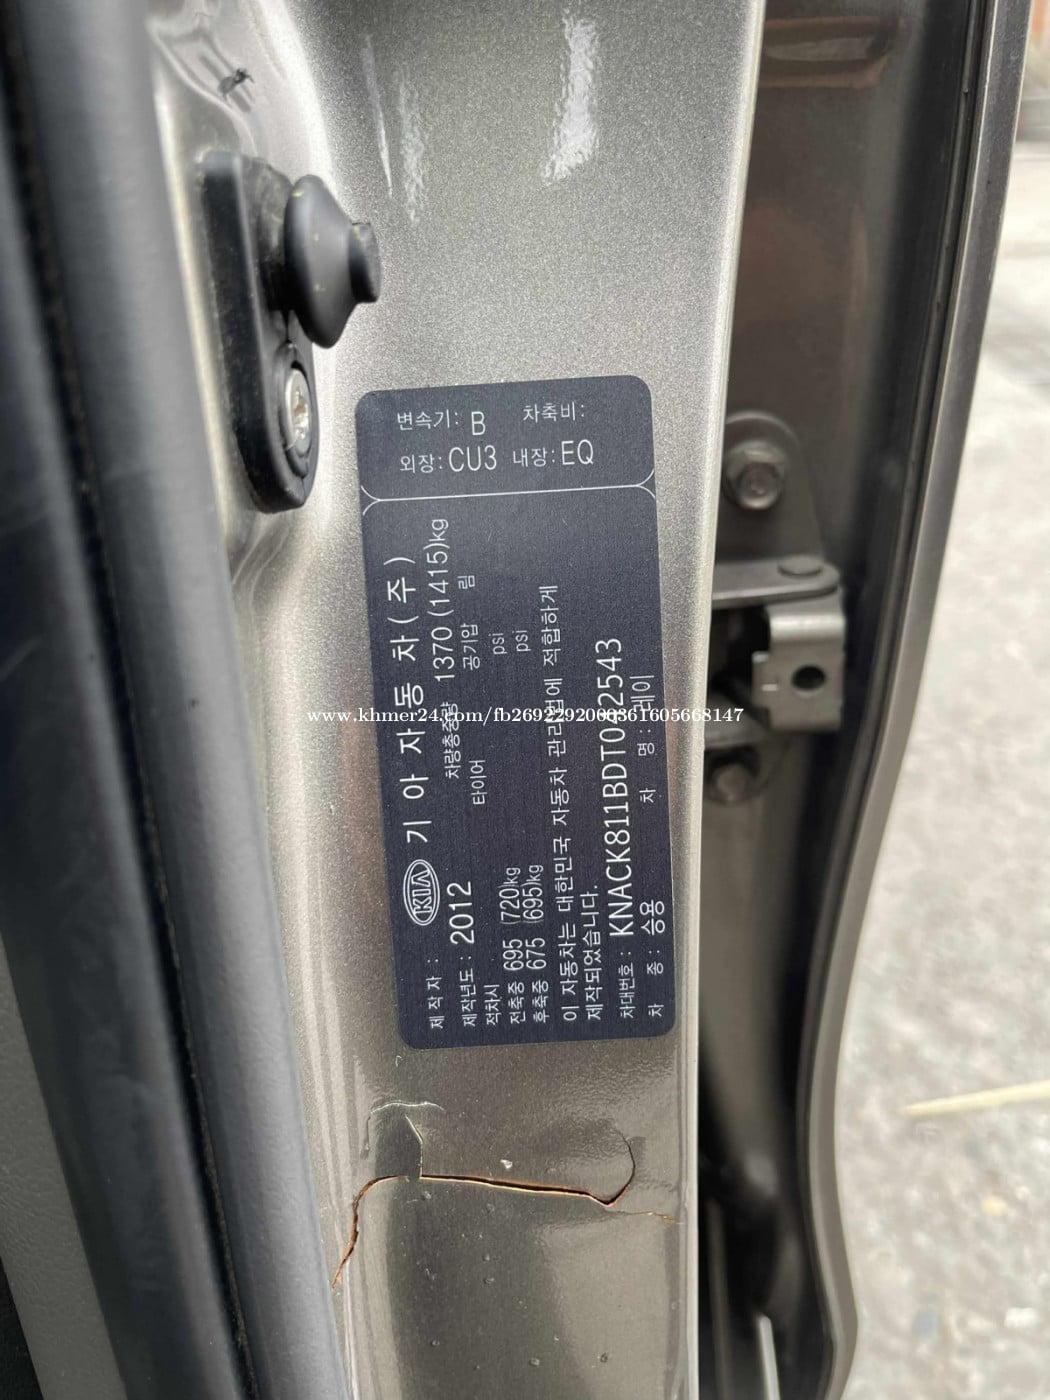 변속기: B 차축비:
외장: CU3 내장: EQ
제작자: KIA 기아자동차(주)
제작년도: 2012 차량총중량 1370 (1415)kg
적차시 타이어 공기압 림
전축중 695 (720)kg psi
후축중 675 (695)kg psi
이 자동차는 대한민국 자동차 관리법에 적합하게
제작되었습니다.
차대번호: KNACK811BDT002543
차 종: 승용 차 명: 레이
www.khmer24.com/fb2692292000361605668147